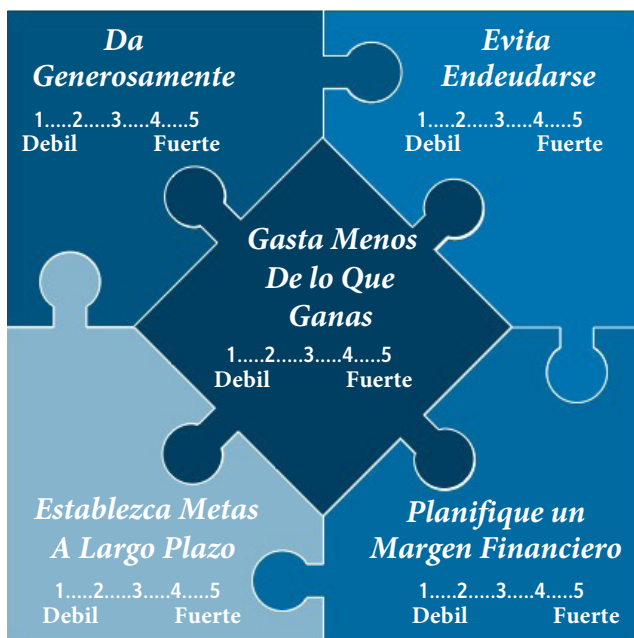 Da
Generosamente
1.....2....3....4....5
Debil Fuerte
Evita
Endeudarse
1.....2....3....4....5
Debil Fuerte
Gasta Menos
De lo Que
Ganas
1.....2....3....4....5
Debil Fuerte
Establezca Metas
A Largo Plazo
1.....2....3....4....5
Debil Fuerte
Planifique un
Margen Financiero
1.....2....3....4....5
Debil Fuerte